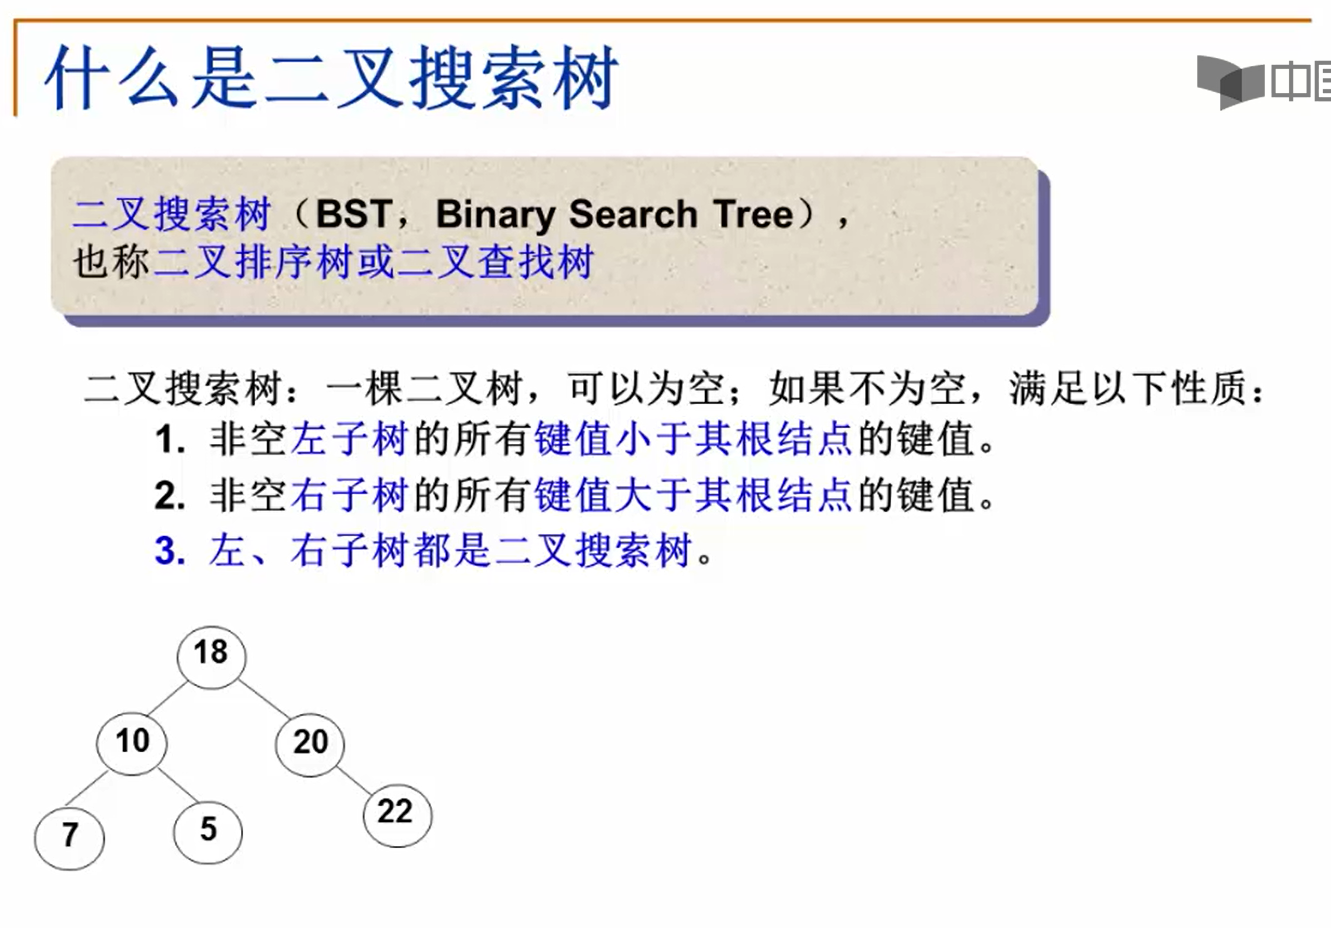 什么是二叉搜索树
中国
二叉搜索树（BST，Binary Search Tree），
也称二叉排序树或二叉查找树
二叉搜索树：一棵二叉树，可以为空；如果不为空，满足以下性质：
1. 非空左子树的所有键值小于其根结点的键值。
2. 非空右子树的所有键值大于其根结点的键值。
3. 左、右子树都是二叉搜索树。
18
10 20
7 5 22